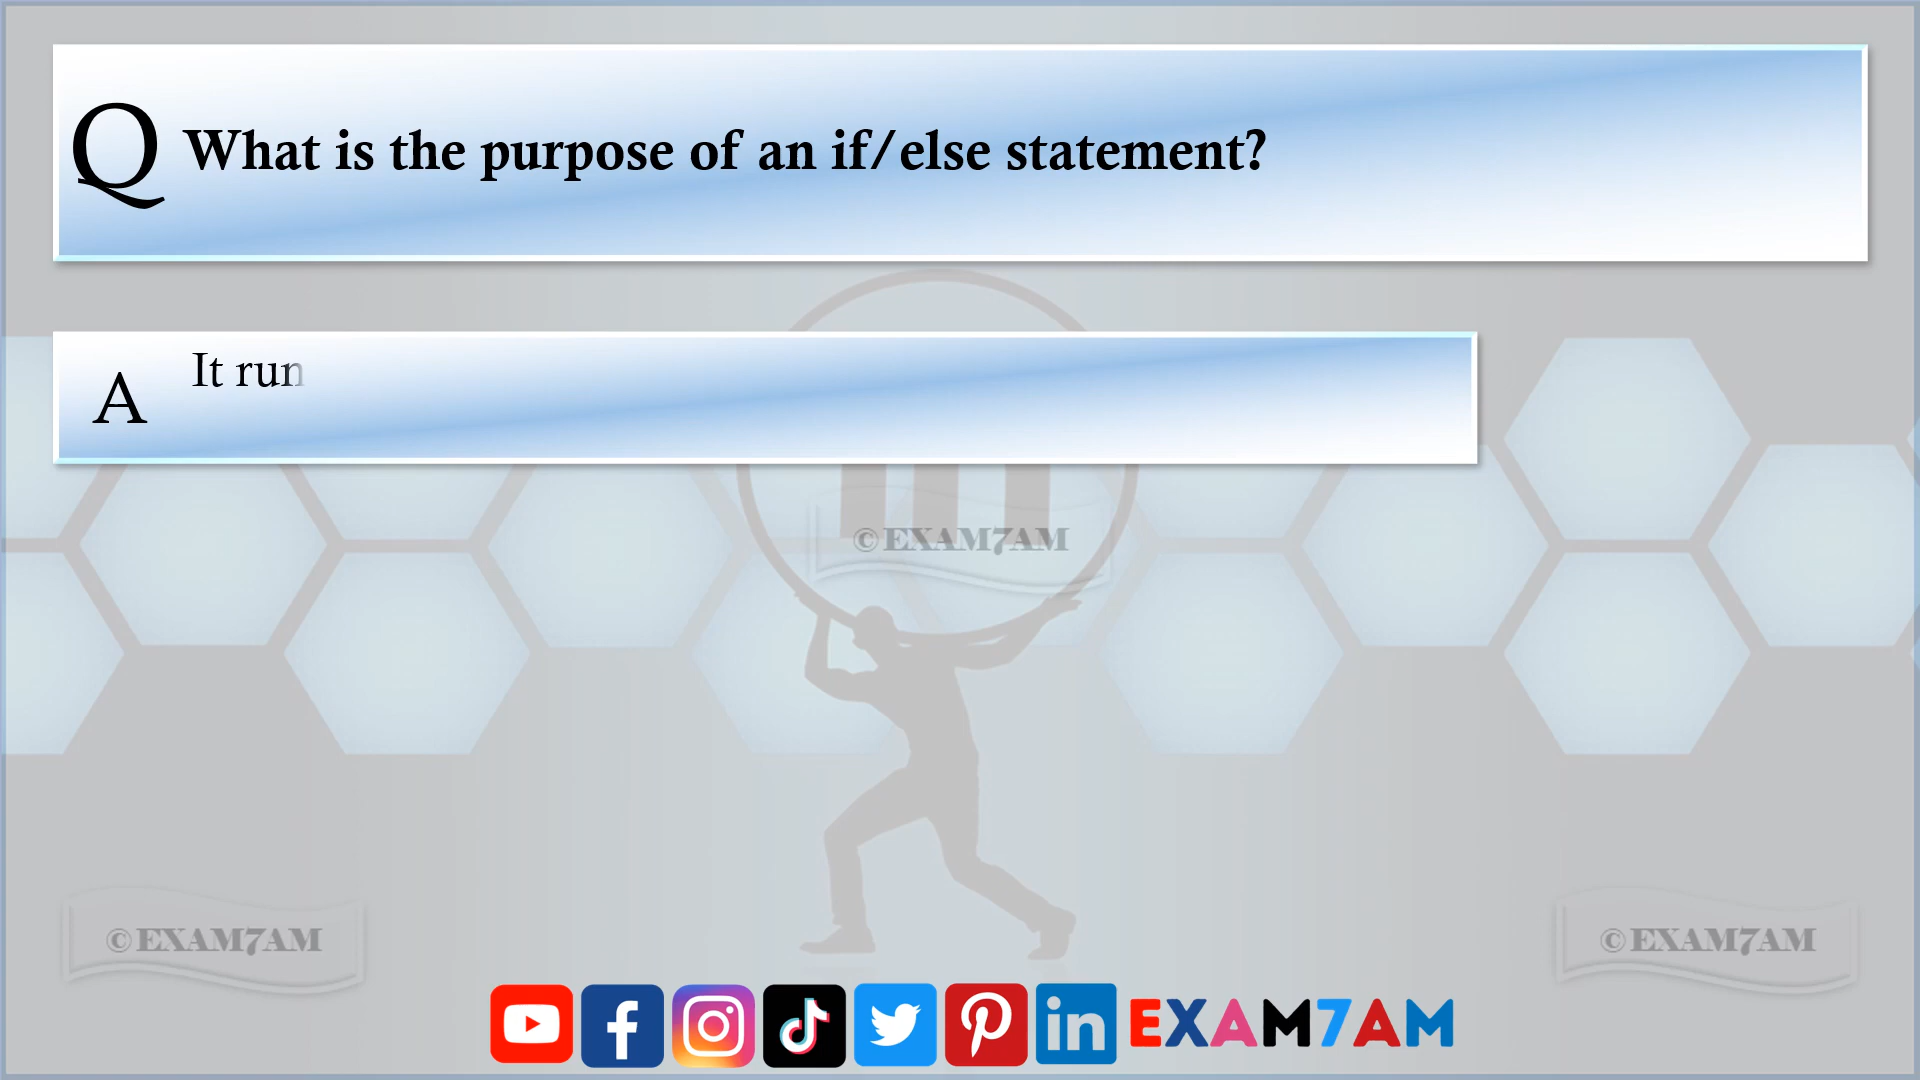 Q What is the purpose of an if/else statement?
A It run
© EXAM7AM
© EXAM7AM
© EXAM7AM
EXAM7AM